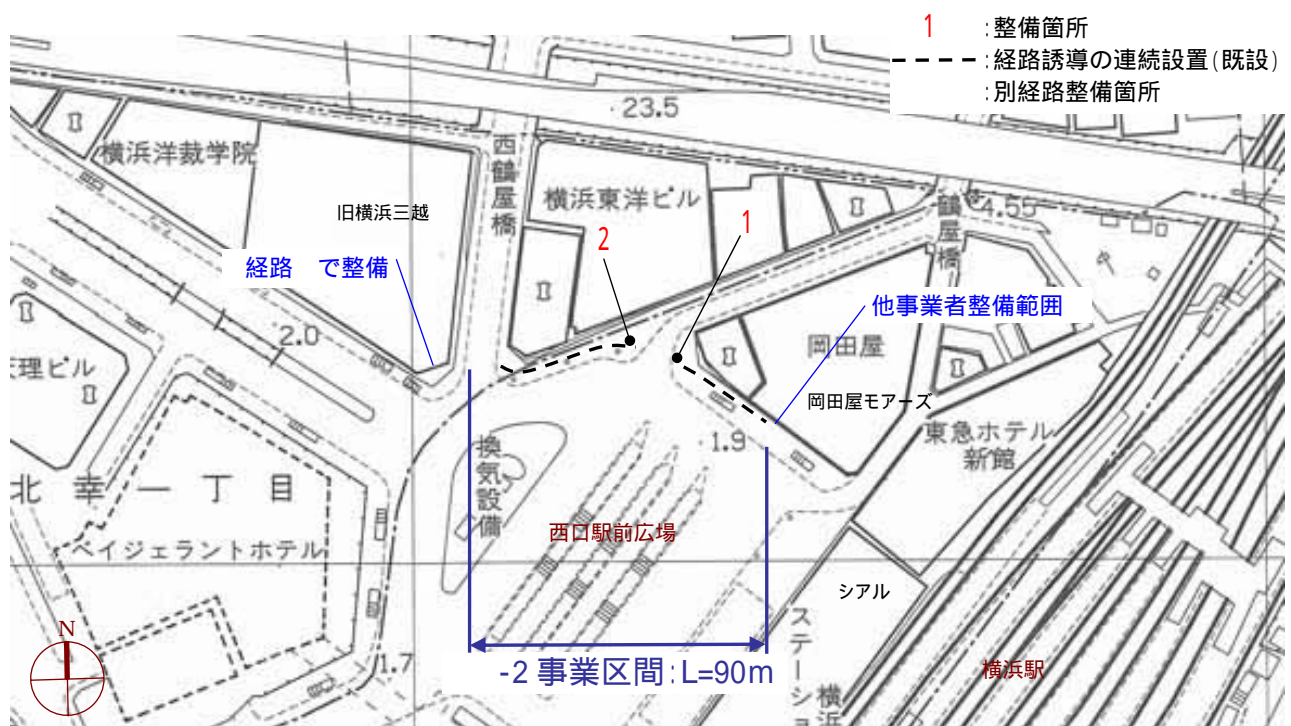 1 :整備箇所
:経路誘導の連続設置(既設)
:別経路整備箇所
23.5
横浜洋裁学院
西鶴屋橋
横浜東洋ビル
鶴屋橋
4.55
旧横浜三越
2
1
経路 で整備
他事業者整備範囲
2.0
岡田屋
岡田屋モアーズ
理ビル
1.9
東急ホテル
新館
換気設備
北幸一丁目
西口駅前広場
ベイジェラントホテル
シアル
ステーショ
N
1.7
-2 事業区間:L=90m
横浜駅
横浜